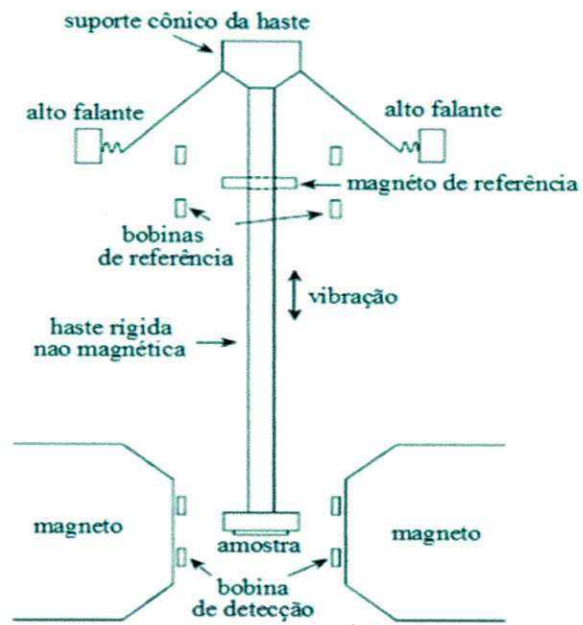 suporte cônico da haste
alto falante
alto falante
magnéto de referência
bobinas
de referência
vibração
haste rígida
nao magnética
magneto
amostra
magneto
bobina
de detecção